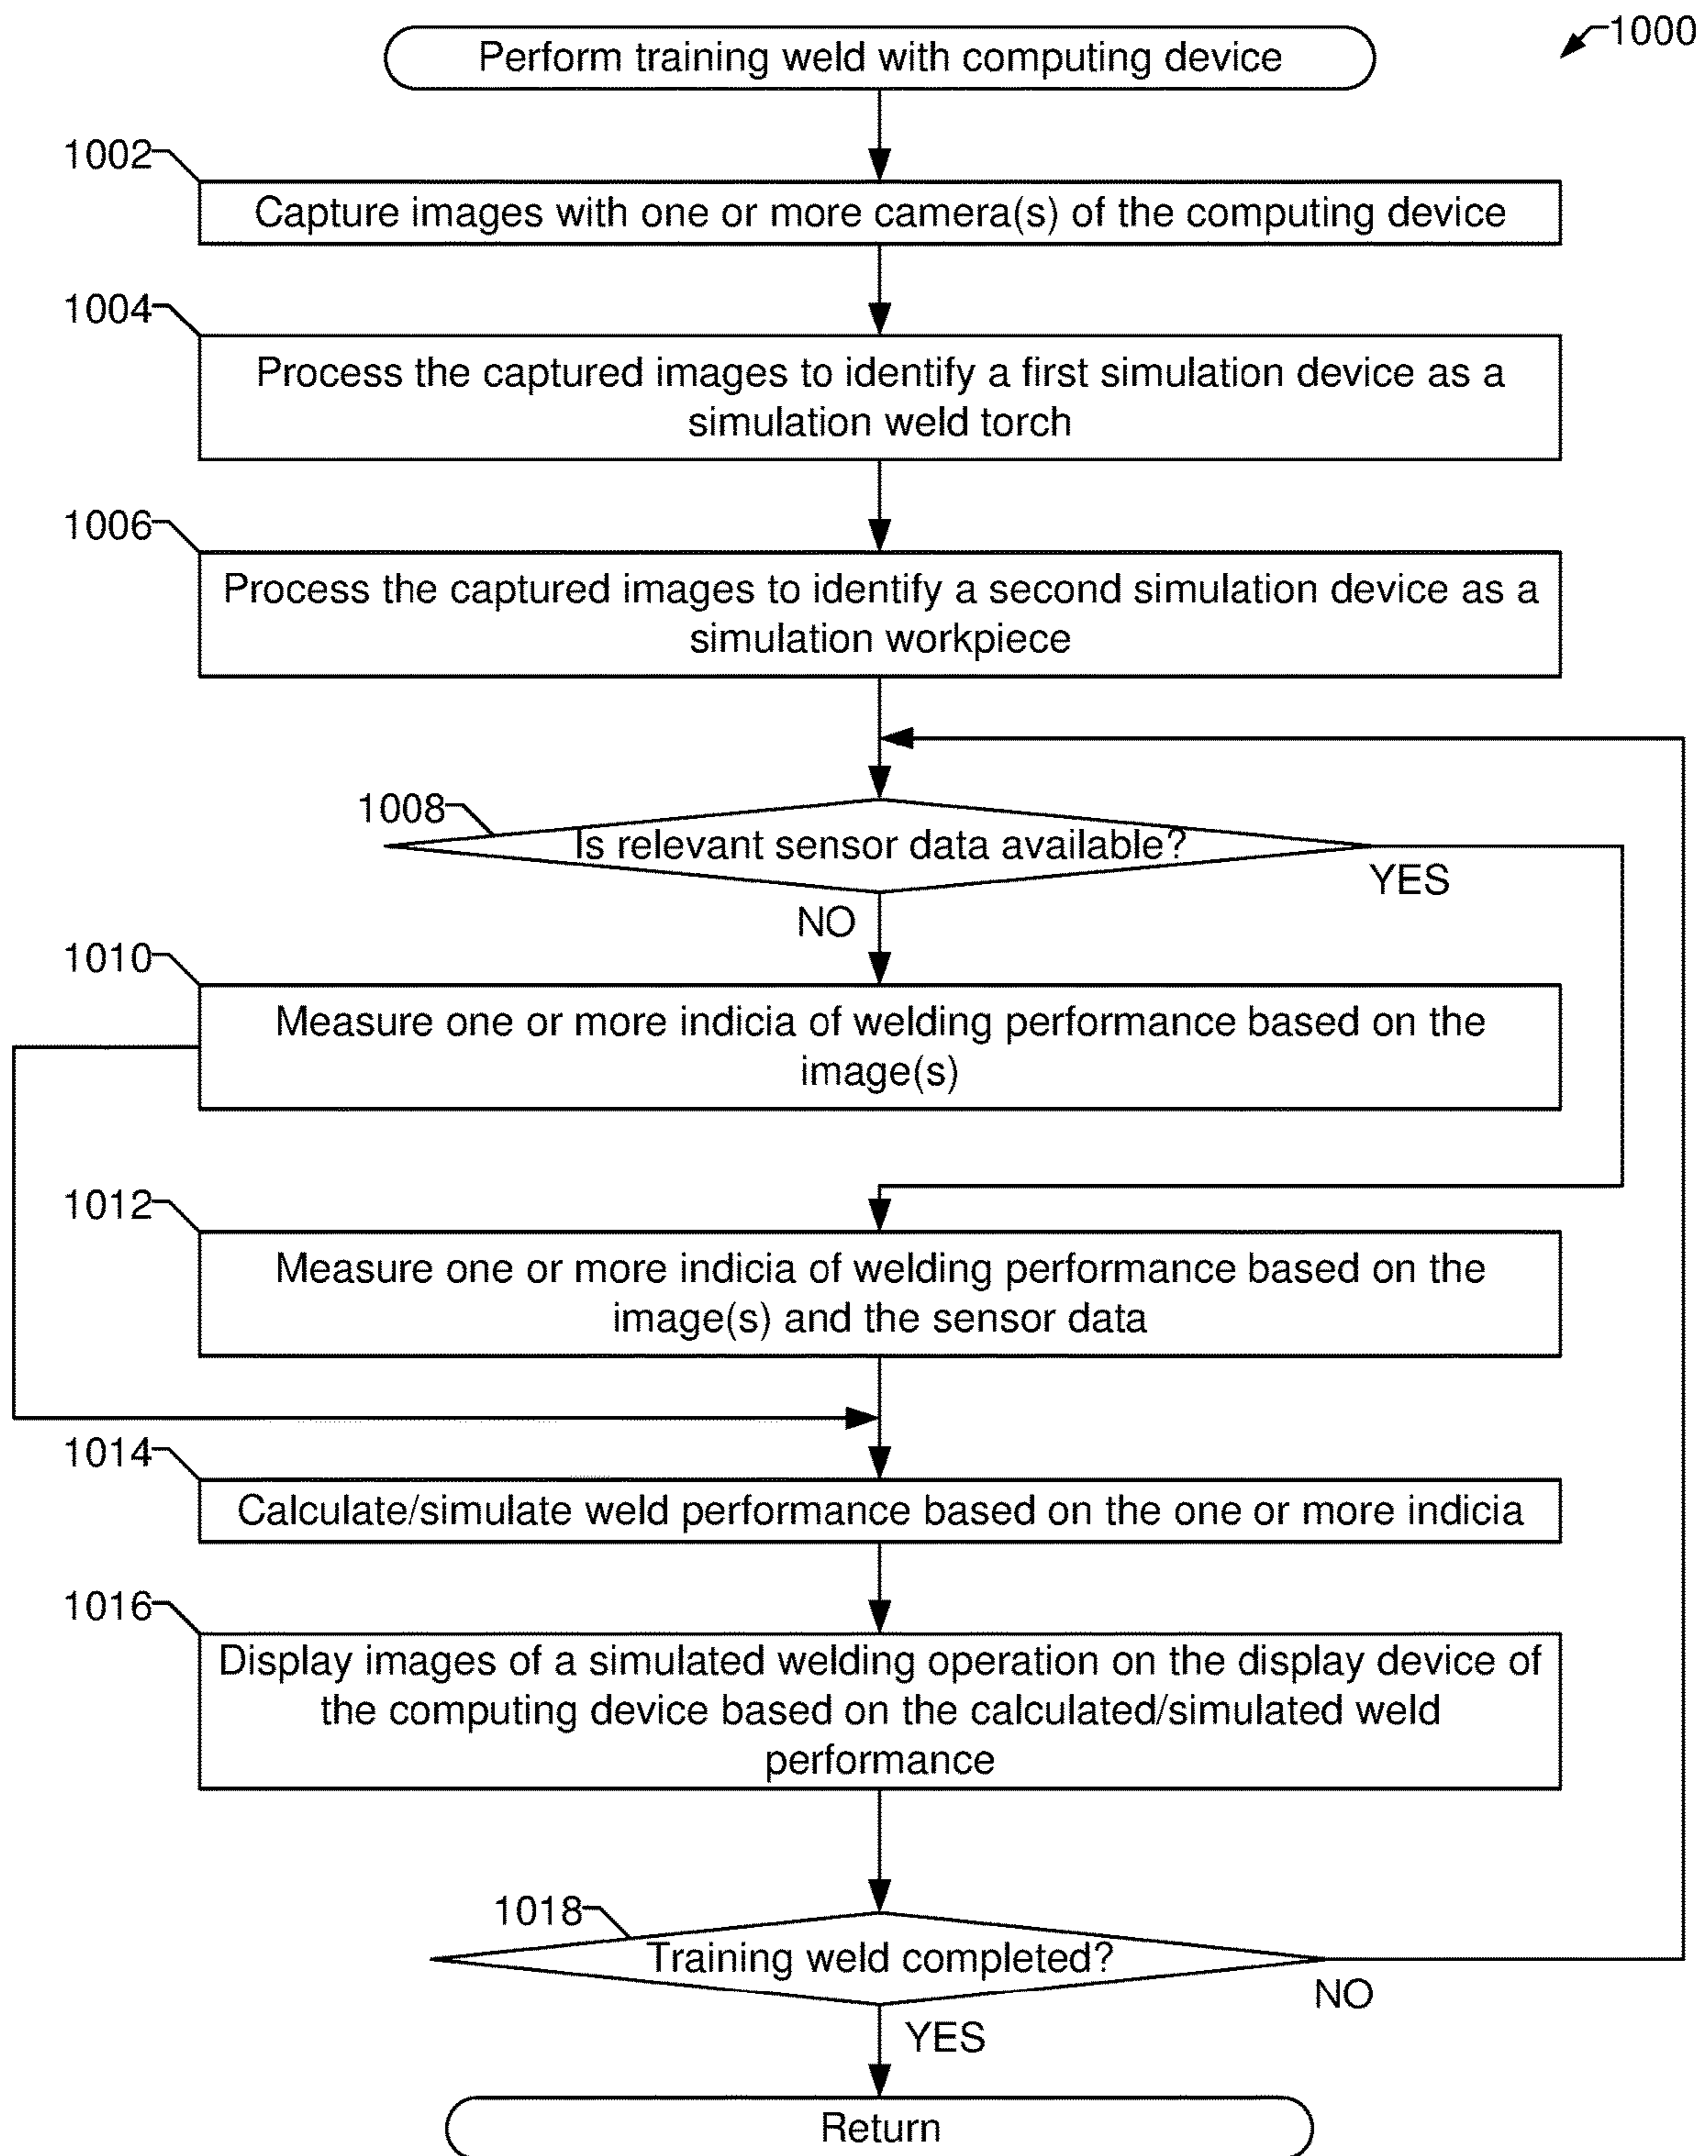 Perform training weld with computing device
1000
1002
Capture images with one or more camera(s) of the computing device
1004
Process the captured images to identify a first simulation device as a
simulation weld torch
1006
Process the captured images to identify a second simulation device as a
simulation workpiece
1008
Is relevant sensor data available?
YES
NO
1010
Measure one or more indicia of welding performance based on the
image(s)
1012
Measure one or more indicia of welding performance based on the
image(s) and the sensor data
1014
Calculate/simulate weld performance based on the one or more indicia
1016
Display images of a simulated welding operation on the display device of
the computing device based on the calculated/simulated weld
performance
1018
Training weld completed?
NO
YES
Return